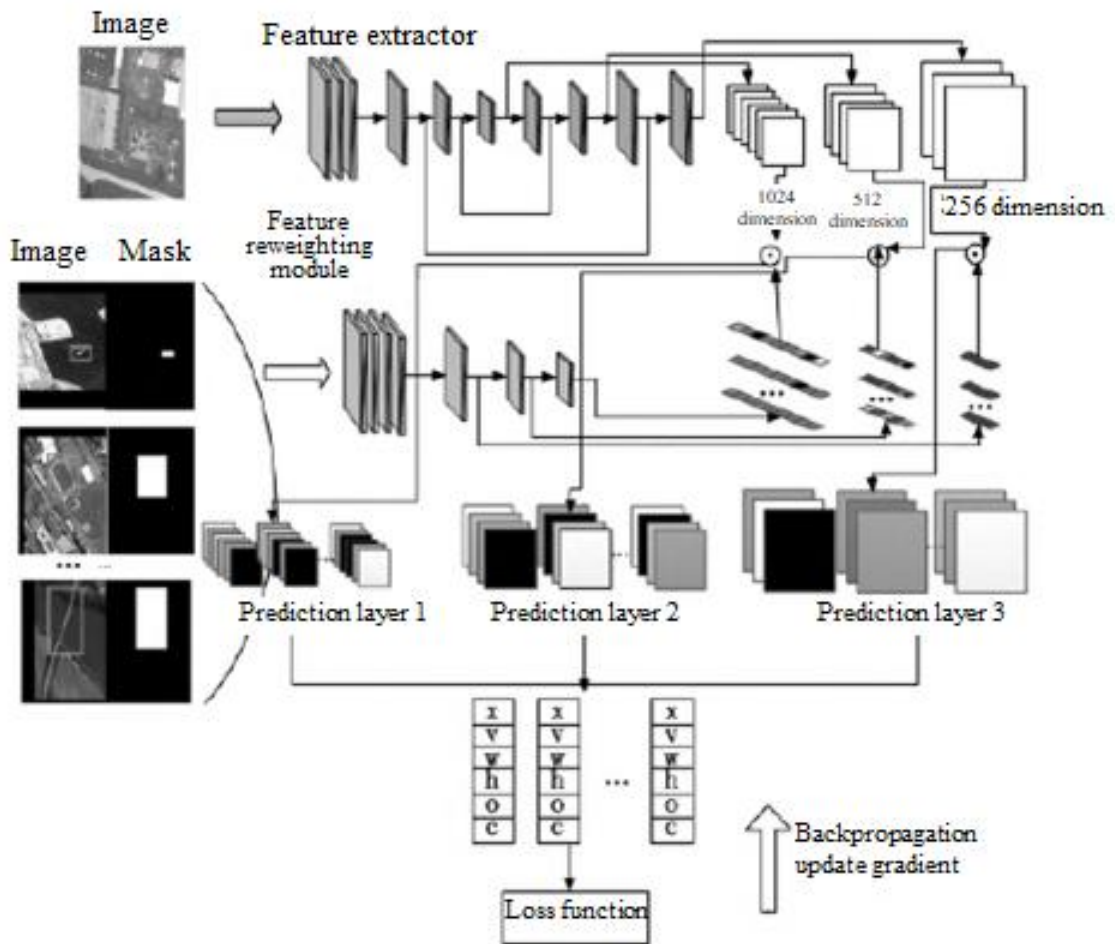 Image
Feature extractor
1024
dimension
512
dimension
256 dimension
Feature
reweighting
module
Image Mask
...
...
...
...
...
...
Prediction layer 1
Prediction layer 2
Prediction layer 3
x x x
v v v
w w w
h h ... h
o o o
c c c
Backpropagation
update gradient
Loss function